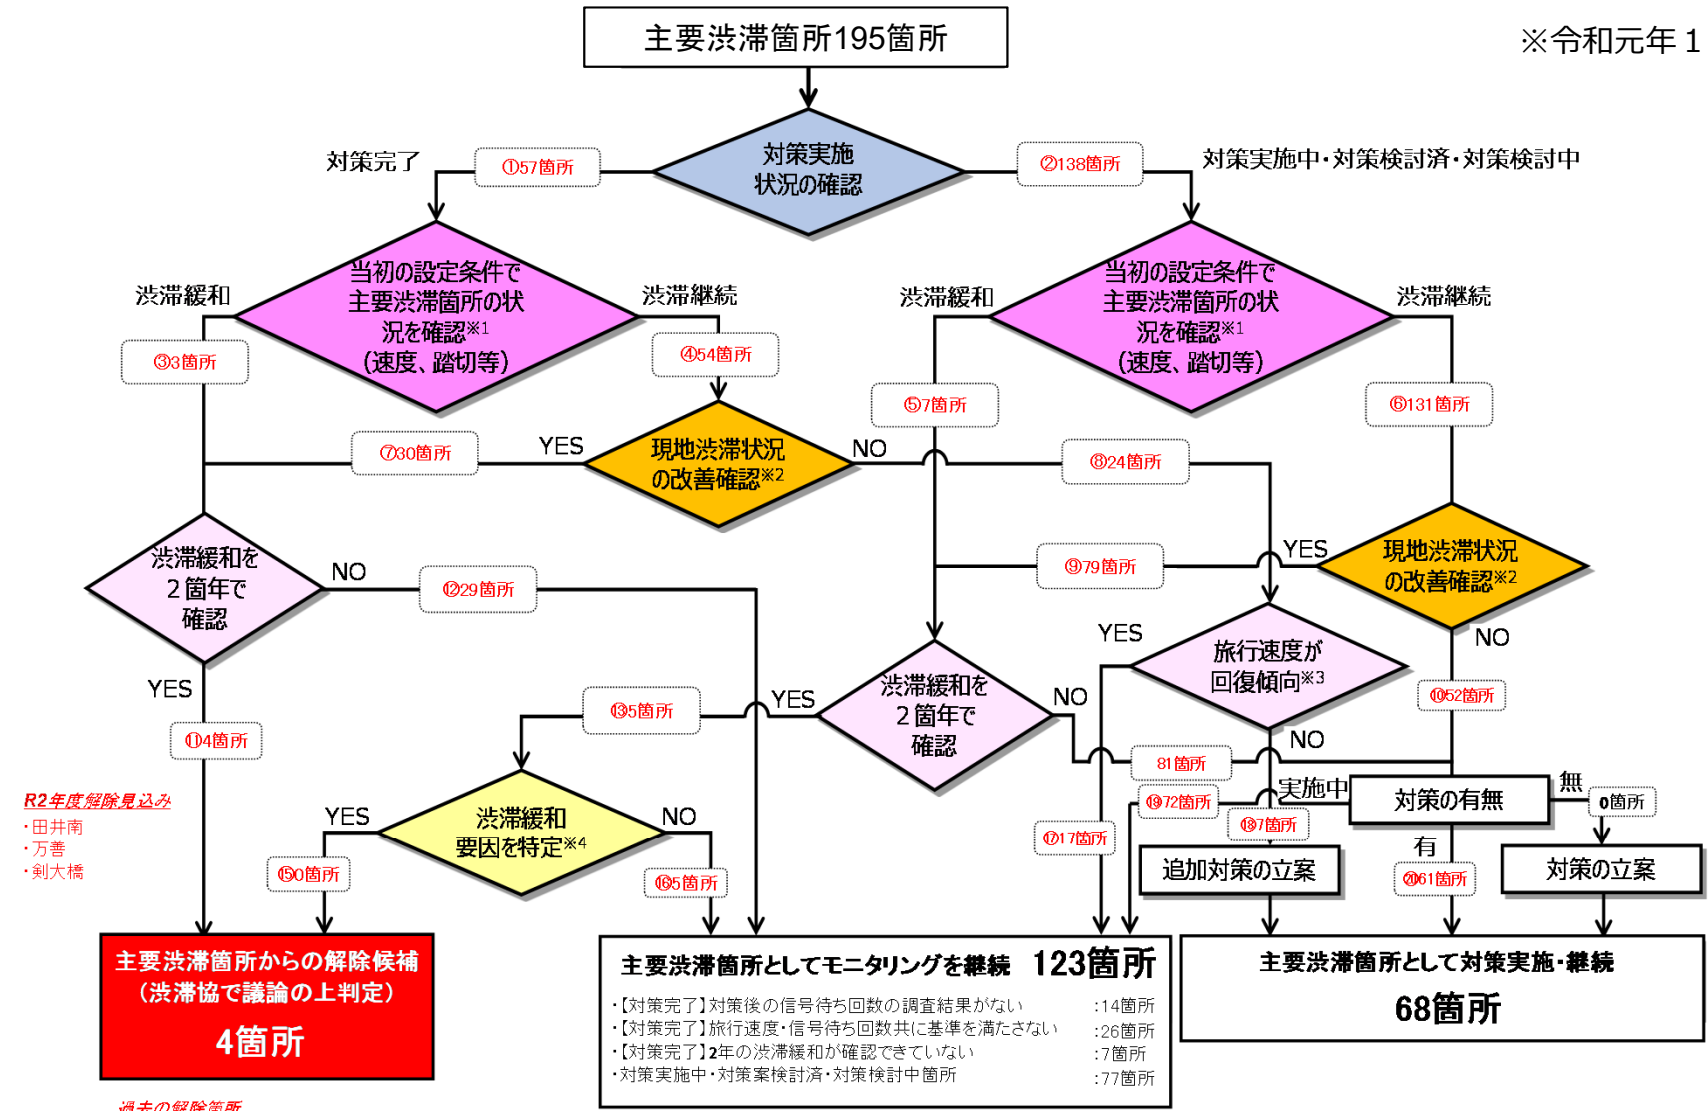 主要渋滞箇所195箇所
※令和元年1
対策実施
状況の確認
対策完了
①57箇所
②138箇所
対策実施中・対策検討済・対策検討中
当初の設定条件で
主要渋滞箇所の状
況を確認※1
(速度、踏切等)
渋滞緩和
渋滞継続
③3箇所
④54箇所
当初の設定条件で
主要渋滞箇所の状
況を確認※1
(速度、踏切等)
渋滞緩和
渋滞継続
⑤7箇所
⑥131箇所
現地渋滞状況
の改善確認※2
YES
NO
⑦30箇所
⑧24箇所
現地渋滞状況
の改善確認※2
YES
NO
⑨79箇所
⑩52箇所
渋滞緩和を
2箇年で
確認
NO
⑫29箇所
YES
⑪4箇所
旅行速度が
回復傾向※3
YES
NO
渋滞緩和を
2箇年で
確認
YES
NO
⑬5箇所
81箇所
⑲72箇所
実施中
対策の有無
無
0箇所
⑰17箇所
⑱7箇所
有
⑳61箇所
追加対策の立案
対策の立案
渋滞緩和
要因を特定※4
YES
NO
⑮0箇所
⑯5箇所
R2年度解除見込み
・田井南
・万善
・剣大橋
主要渋滞箇所からの解除候補
(渋滞協で議論の上判定)
4箇所
主要渋滞箇所としてモニタリングを継続 123箇所
・【対策完了】対策後の信号待ち回数の調査結果がない :14箇所
・【対策完了】旅行速度・信号待ち回数共に基準を満たさない :26箇所
・【対策完了】2年の渋滞緩和が確認できていない :7箇所
・対策実施中・対策案検討済・対策検討中箇所 :77箇所
主要渋滞箇所として対策実施・継続
68箇所
過去の解除箇所